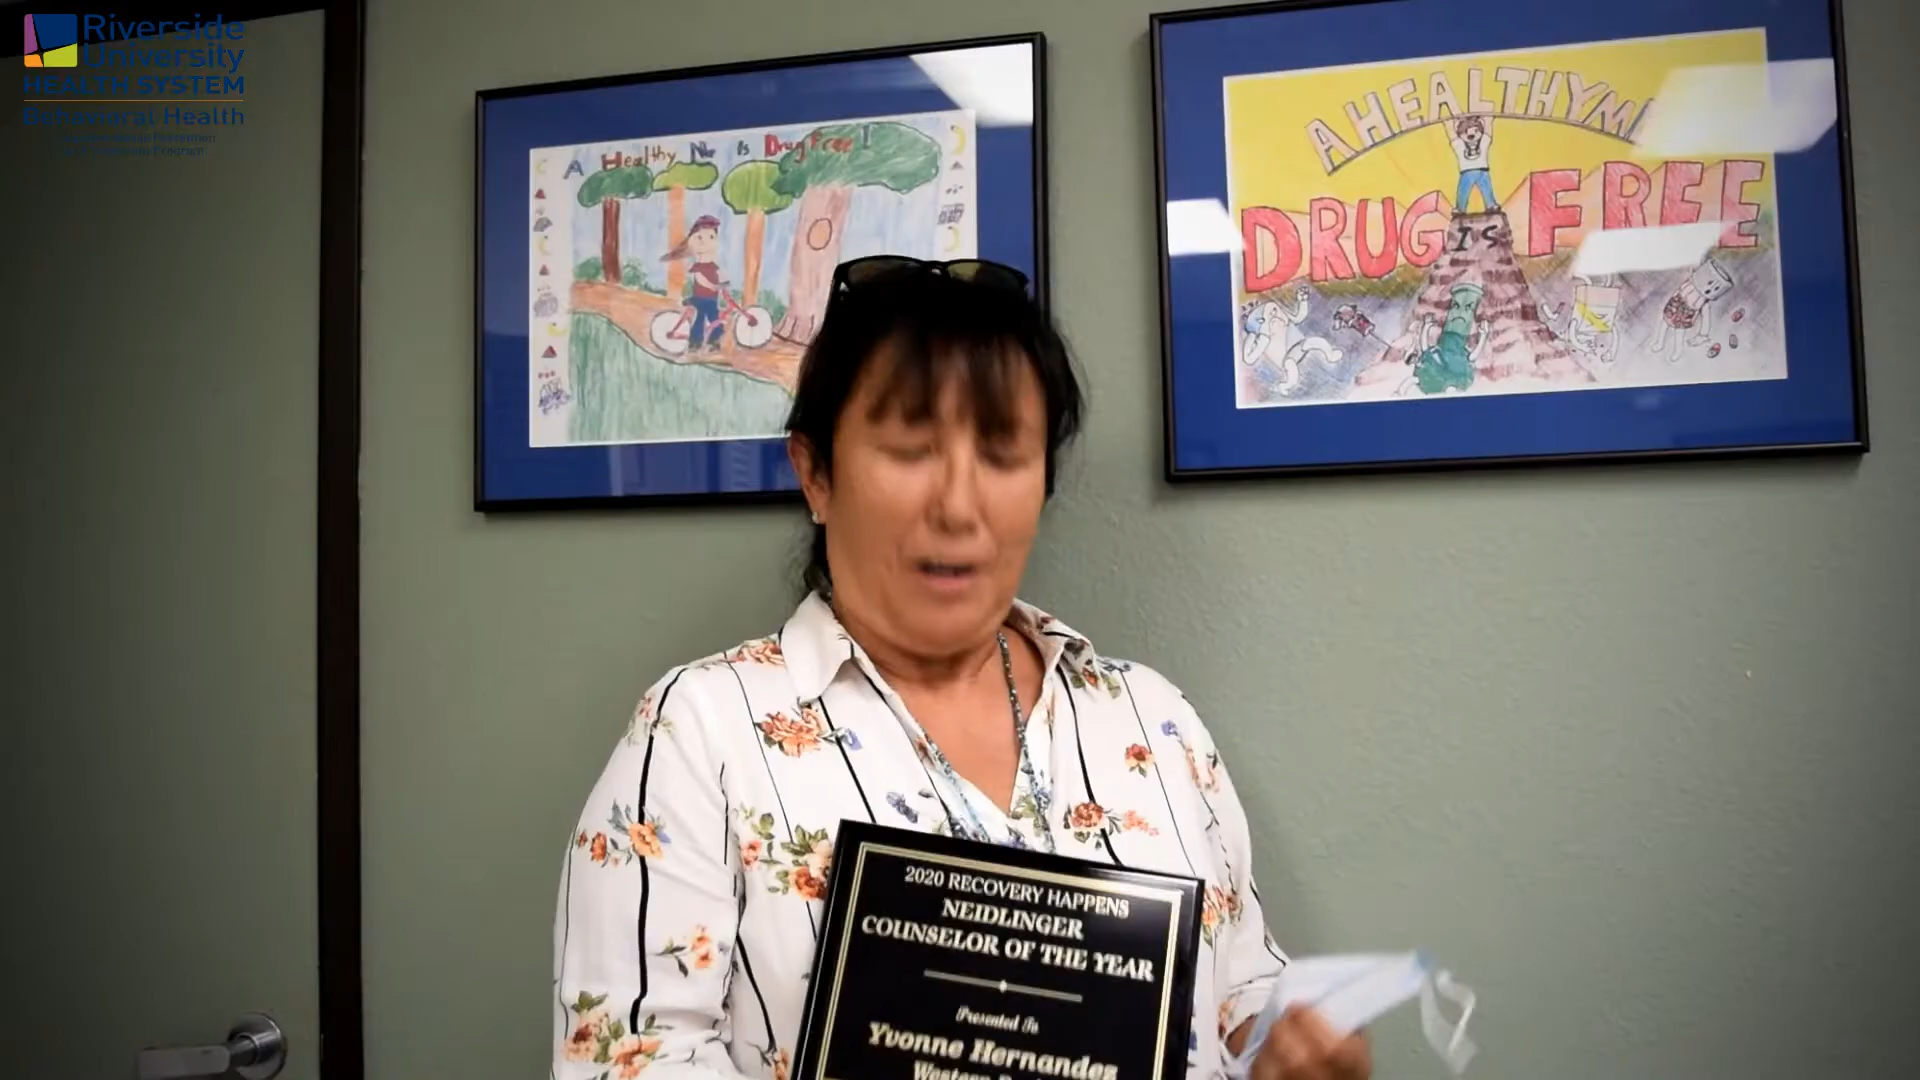 Riverside
University
HEALTH SYSTEM
Behavioral Health
A Healthy Me Is Drug Free!
A HEALTHY M
IS
DRUG FREE
2020 RECOVERY HAPPENS
NEIDLINGER
COUNSELOR OF THE YEAR
Presented To
Yvonne Hernandez
Western